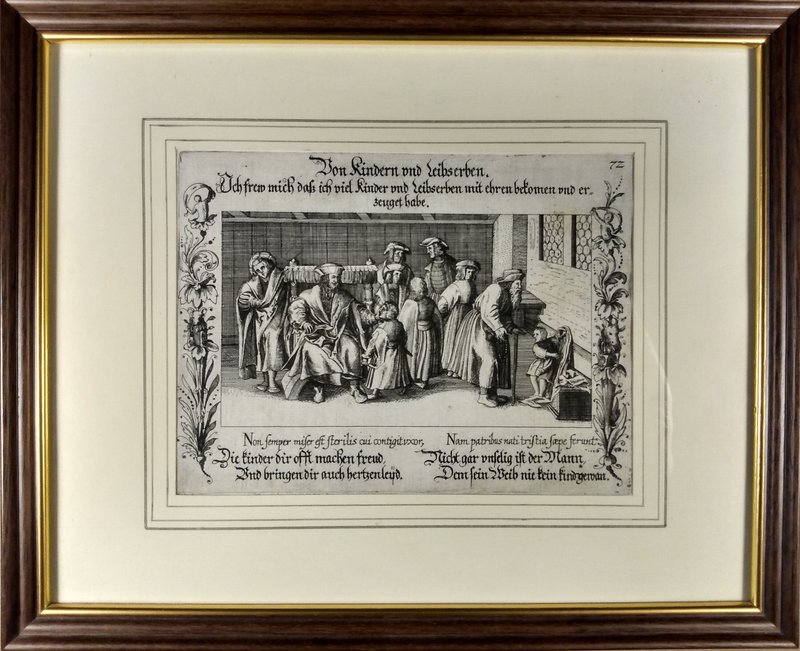 Von Kindern vnd Leibserben.
72
Ich frew mich daß ich viel Kinder vnd Leibserben mit ehren bekomen vnd er-
zeuget habe.
Non semper miser est sterilis cui contigit vxor,
Nam patribus nati tristia sæpe ferunt.
Die kinder dir offt machen freud,
Vnd bringen dir auch hertzenleyd.
Nicht gar vnselig ist der Mann,
Dem sein Weib nie kein kind gewan.